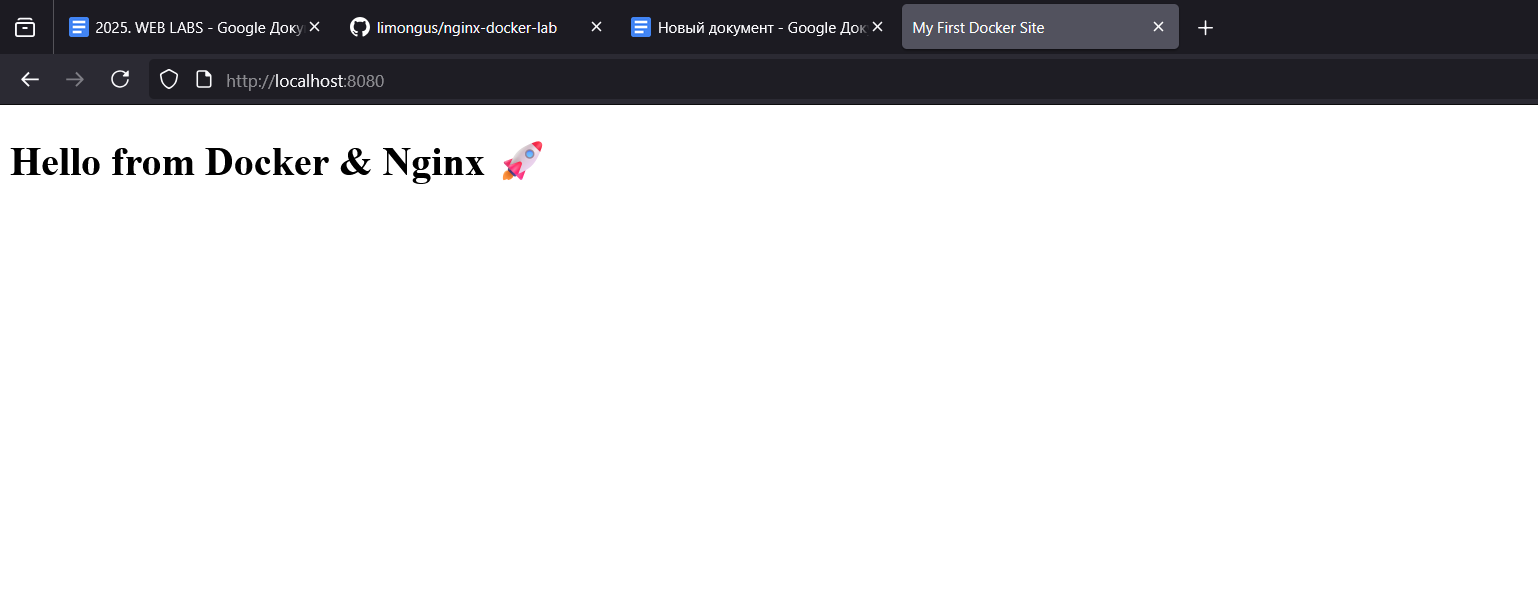 2025. WEB LABS - Google Доку
limongus/nginx-docker-lab
Новый документ - Google Док
My First Docker Site
http://localhost:8080
Hello from Docker & Nginx 🚀